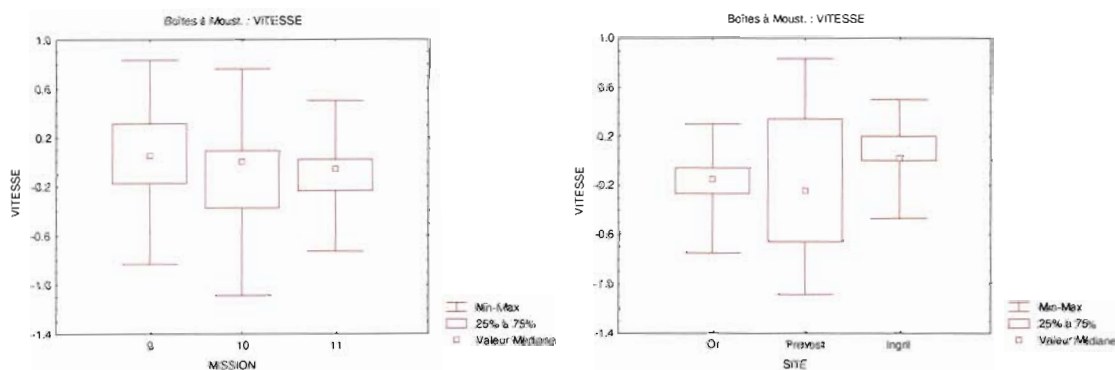 Boîtes à Moust. : VITESSE
1.0
0.6
0.2
-0.2
-0.6
-1.0
-1.4
VITESSE
9 10 11
MISSION
Min-Max
25% à 75%
Valeur Médiane
Boîtes à Moust. : VITESSE
1.0
0.6
0.2
-0.2
-0.6
-1.0
-1.4
VITESSE
Or Prevost Ingril
SITE
Min-Max
25% à 75%
Valeur Médiane